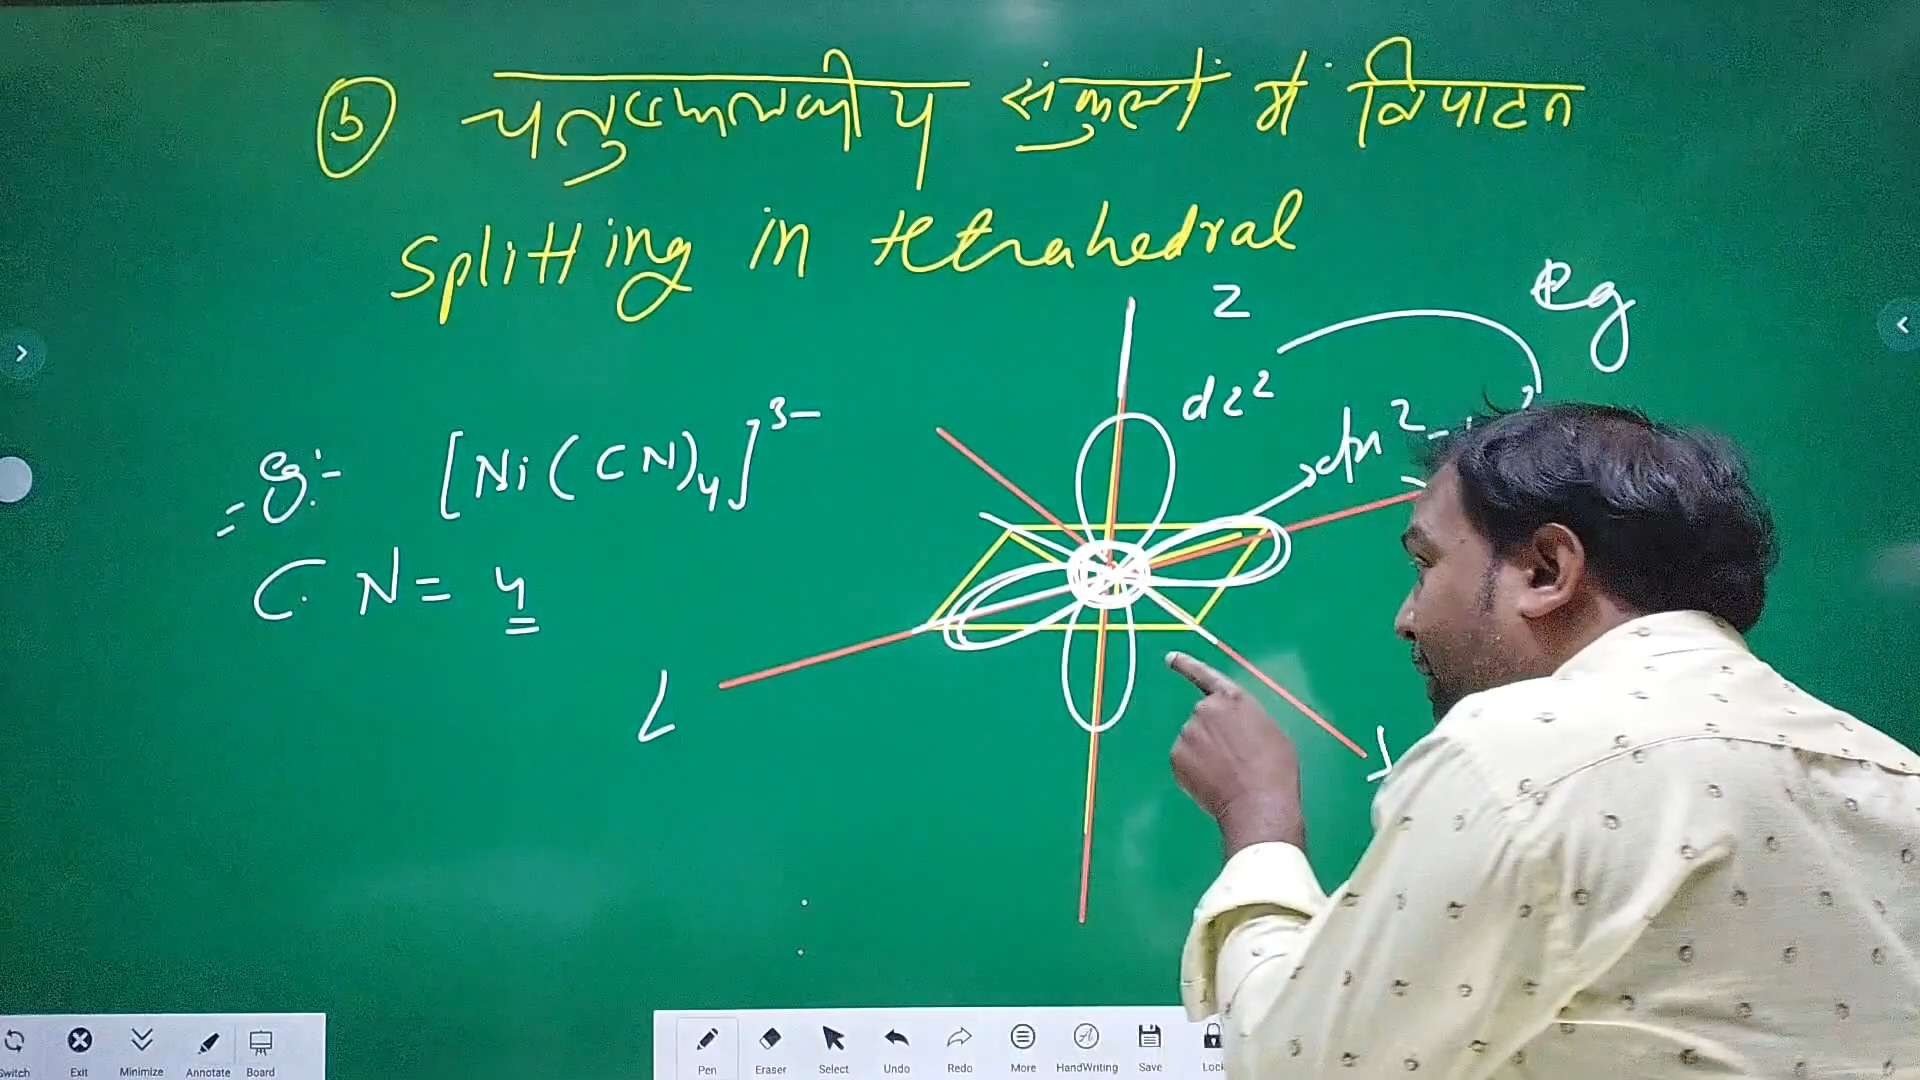 (b) चतुष्फलकीय संकुलों में विपाटन
Splitting in tetrahedral
Z
eg
dz²
dx²-
=eg:- [Ni(CN)₄]³⁻
C. N = 4
L
Switch Exit Minimize Annotate Board
Pen Eraser Select Undo Redo More HandWriting Save Lock